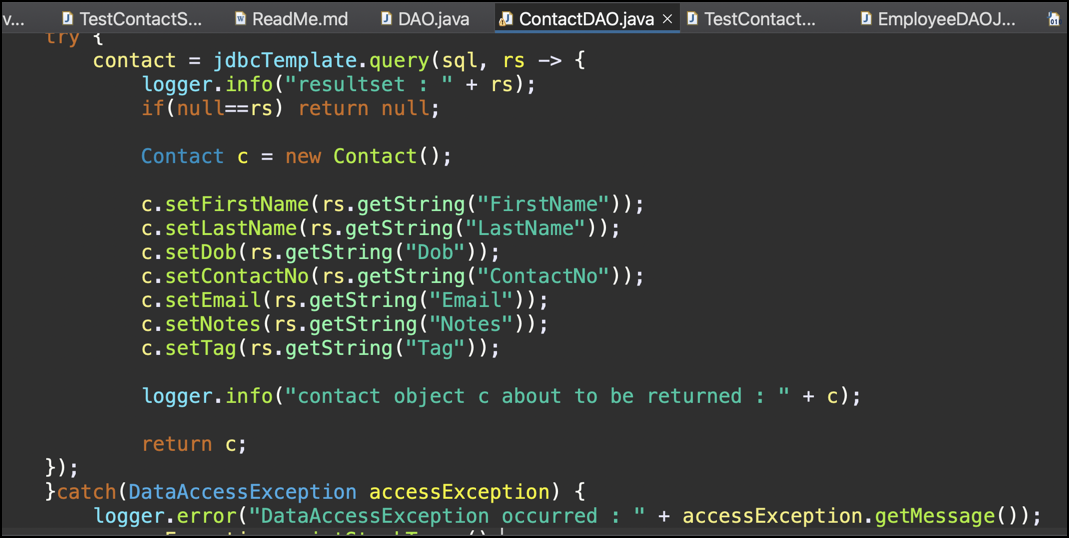 v... TestContactS... ReadMe.md DAO.java ContactDAO.java × TestContact... EmployeeDAOJ...
try {
contact = jdbcTemplate.query(sql, rs -> {
logger.info("resultset : " + rs);
if(null==rs) return null;
Contact c = new Contact();
c.setFirstName(rs.getString("FirstName"));
c.setLastName(rs.getString("LastName"));
c.setDob(rs.getString("Dob"));
c.setContactNo(rs.getString("ContactNo"));
c.setEmail(rs.getString("Email"));
c.setNotes(rs.getString("Notes"));
c.setTag(rs.getString("Tag"));
logger.info("contact object c about to be returned : " + c);
return c;
});
}catch(DataAccessException accessException) {
logger.error("DataAccessException occurred : " + accessException.getMessage());